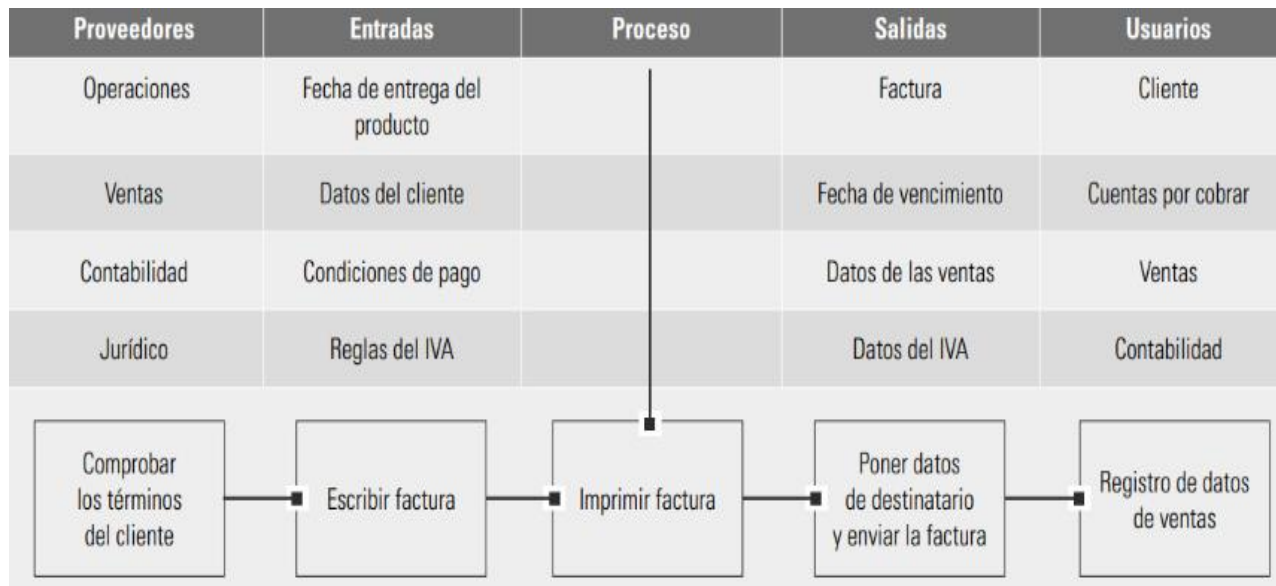 Proveedores Entradas Proceso Salidas Usuarios
Operaciones Fecha de entrega del Factura Cliente
producto
Ventas Datos del cliente Fecha de vencimiento Cuentas por cobrar
Contabilidad Condiciones de pago Datos de las ventas Ventas
Jurídico Reglas del IVA Datos del IVA Contabilidad
Comprobar
los términos
del cliente
Escribir factura
Imprimir factura
Poner datos
de destinatario
y enviar la factura
Registro de datos
de ventas